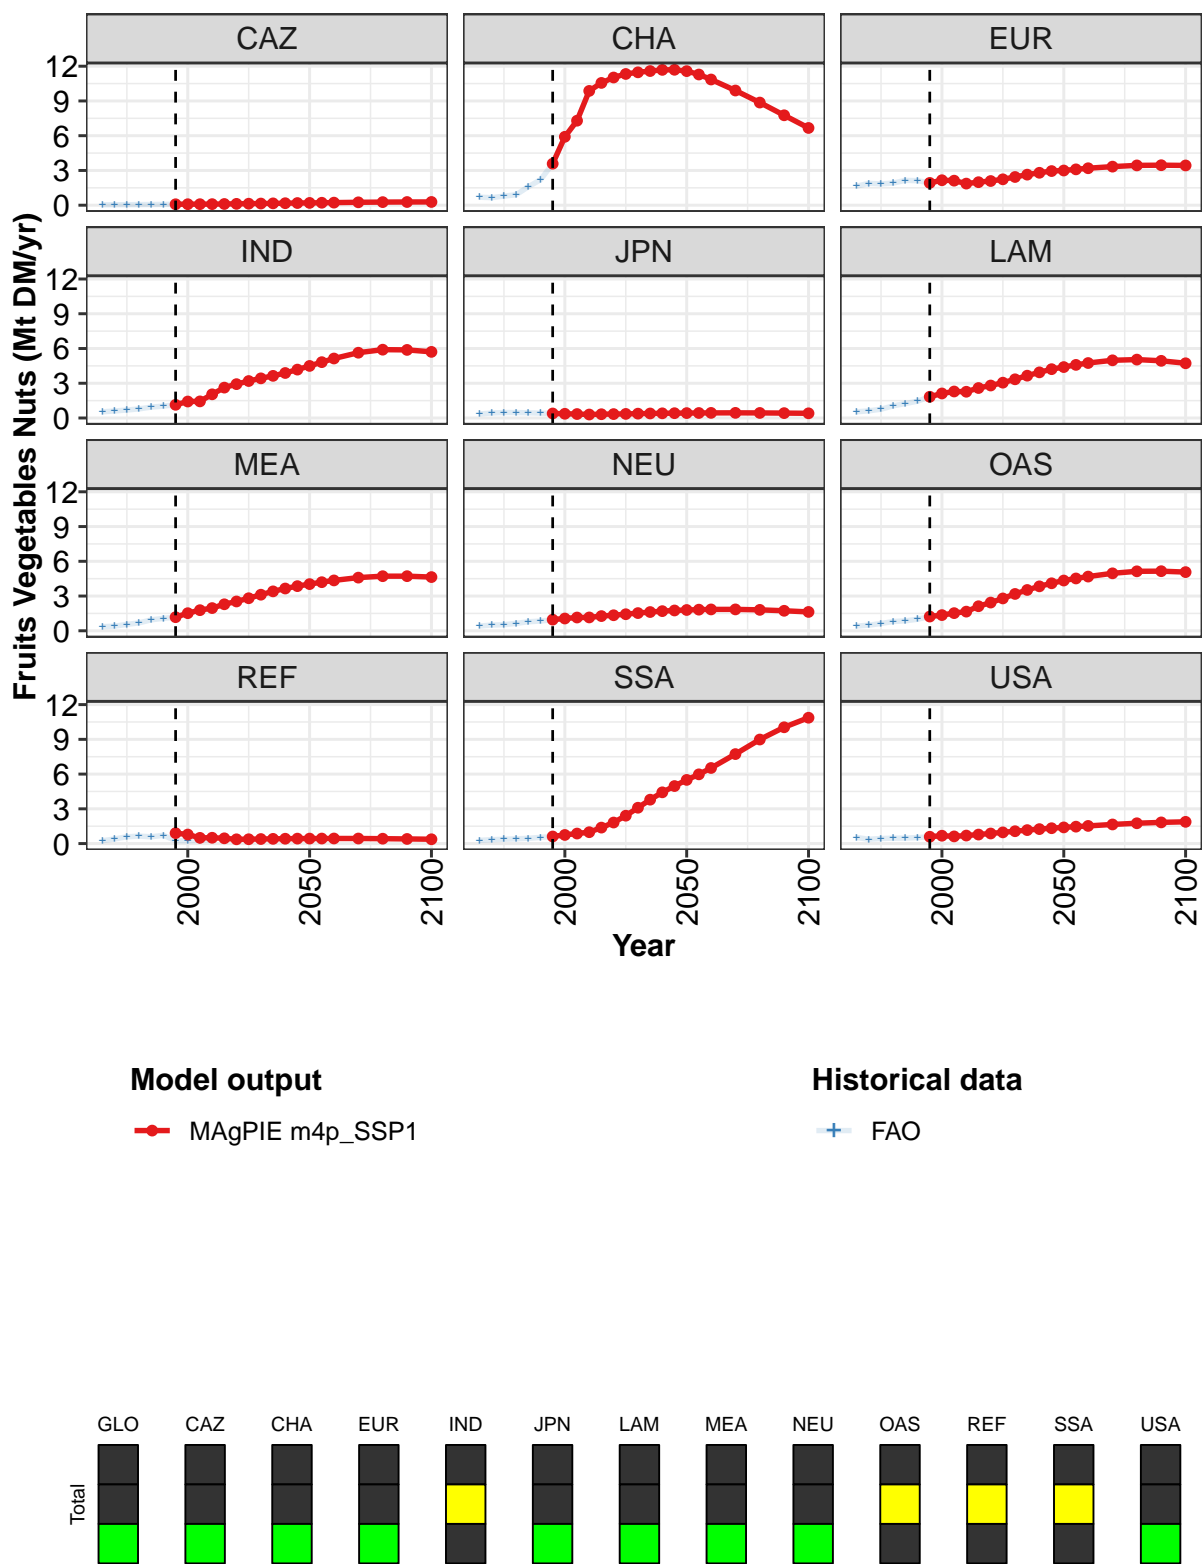 CAZ CHA EUR
12
9
6
3
0
IND JPN LAM
12
9
6
3
0
MEA NEU OAS
12
9
6
3
0
REF SSA USA
12
9
6
3
0
Fruits Vegetables Nuts (Mt DM/yr)
2000 2050 2100 2000 2050 2100 2000 2050 2100
Year
Model output Historical data
MAgPIE m4p_SSP1 FAO
GLO CAZ CHA EUR IND JPN LAM MEA NEU OAS REF SSA USA
Total